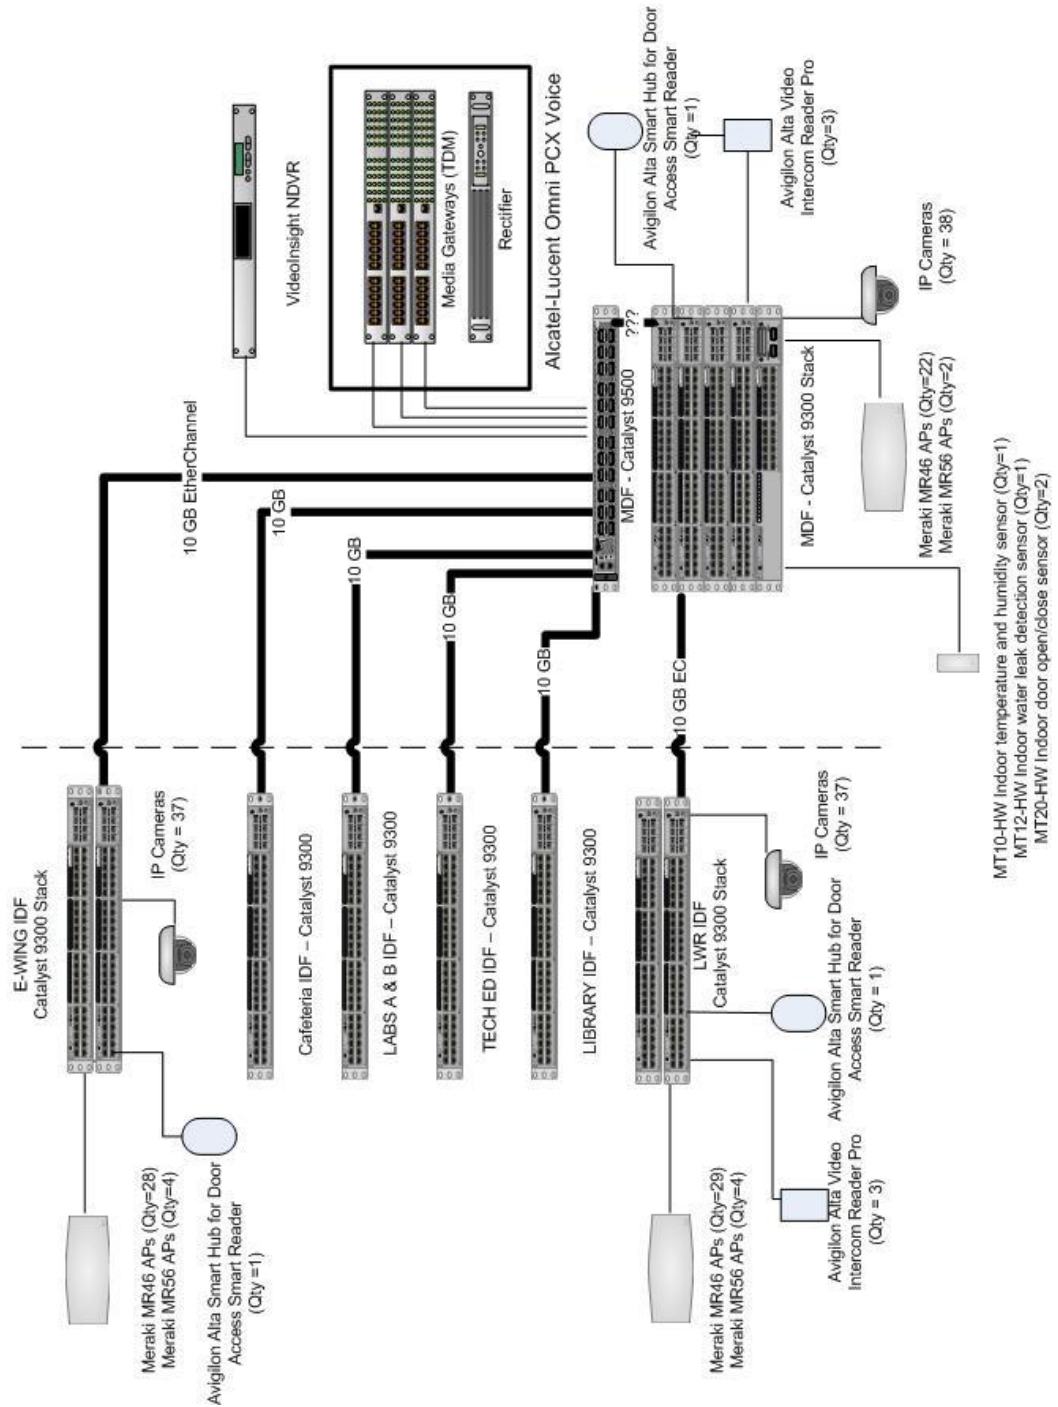 VideoInsight NDVR
Media Gateways (TDM)
Rectifier
Alcatel-Lucent Omni PCX Voice
Avigilon Alta Smart Hub for Door
Access Smart Reader
(Qty =1)
Avigilon Alta Video
Intercom Reader Pro
(Qty=3)
IP Cameras
(Qty = 38)
10 GB EtherChannel
10 GB
10 GB
10 GB
10 GB
10 GB EC
MDF - Catalyst 9500
???
MDF - Catalyst 9300 Stack
Meraki MR46 APs (Qty=22)
Meraki MR56 APs (Qty=2)
MT10-HW Indoor temperature and humidity sensor (Qty=1)
MT12-HW Indoor water leak detection sensor (Qty=1)
MT20-HW Indoor door open/close sensor (Qty=2)
E-WING IDF
Catalyst 9300 Stack
IP Cameras
(Qty = 37)
Cafeteria IDF – Catalyst 9300
LABS A & B IDF – Catalyst 9300
TECH ED IDF – Catalyst 9300
LIBRARY IDF – Catalyst 9300
LWR IDF
Catalyst 9300 Stack
IP Cameras
(Qty = 37)
Meraki MR46 APs (Qty=28)
Meraki MR56 APs (Qty=4)
Avigilon Alta Smart Hub for Door
Access Smart Reader
(Qty =1)
Meraki MR46 APs (Qty=29)
Meraki MR56 APs (Qty=4)
Avigilon Alta Video
Intercom Reader Pro
(Qty = 3)
Avigilon Alta Smart Hub for Door
Access Smart Reader
(Qty = 1)